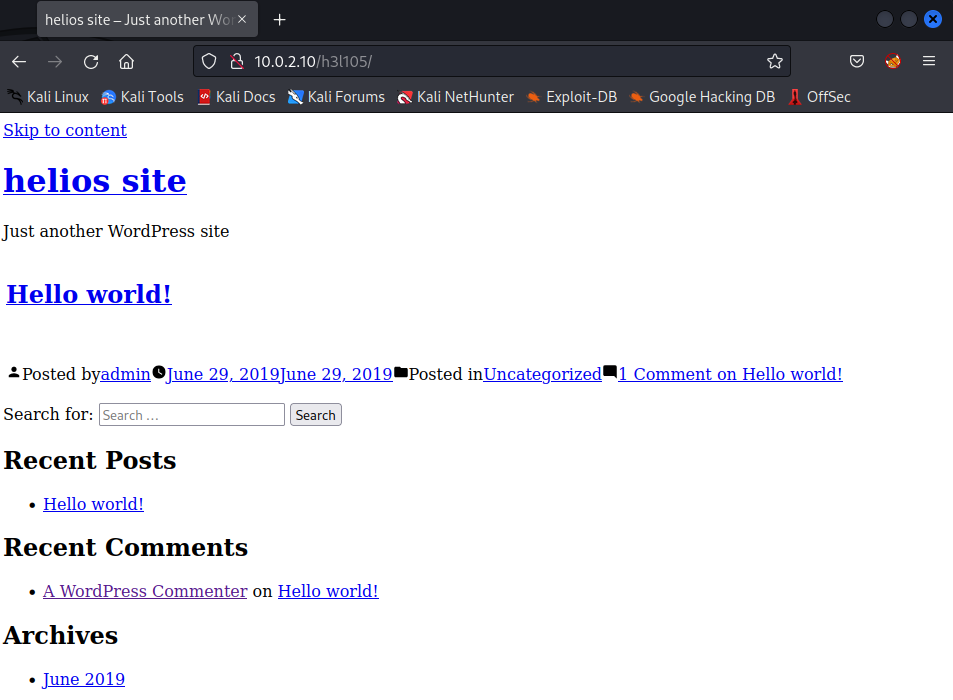 helios site – Just another Wor
10.0.2.10/h3l105/
Kali Linux Kali Tools Kali Docs Kali Forums Kali NetHunter Exploit-DB Google Hacking DB OffSec
Skip to content
helios site
Just another WordPress site
Hello world!
Posted byadminJune 29, 2019June 29, 2019Posted inUncategorized1 Comment on Hello world!
Search for: Search … Search
Recent Posts
Hello world!
Recent Comments
A WordPress Commenter on Hello world!
Archives
June 2019